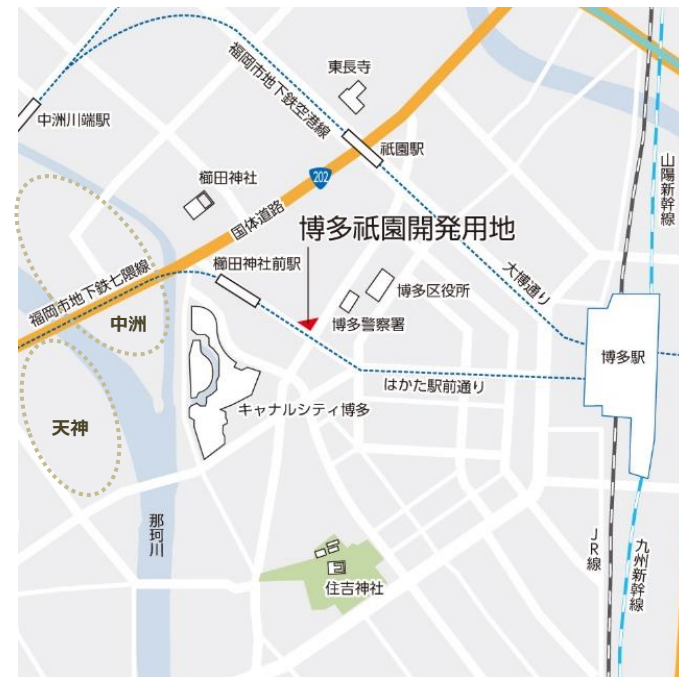 東長寺
福岡市地下鉄空港線
中洲川端駅
祇園駅
山陽新幹線
202
櫛田神社
国体道路
博多祇園開発用地
櫛田神社前駅
大博通り
福岡市地下鉄七隈線
博多区役所
中洲
博多警察署
博多駅
はかた駅前通り
キャナルシティ博多
天神
那珂川
JR線
九州新幹線
住吉神社